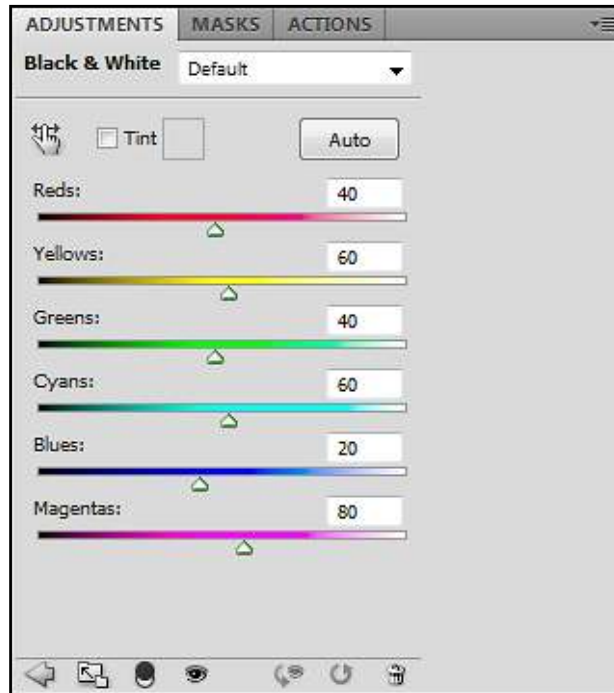 ADJUSTMENTS MASKS ACTIONS
Black & White Default
Tint Auto
Reds: 40
Yellows: 60
Greens: 40
Cyans: 60
Blues: 20
Magentas: 80